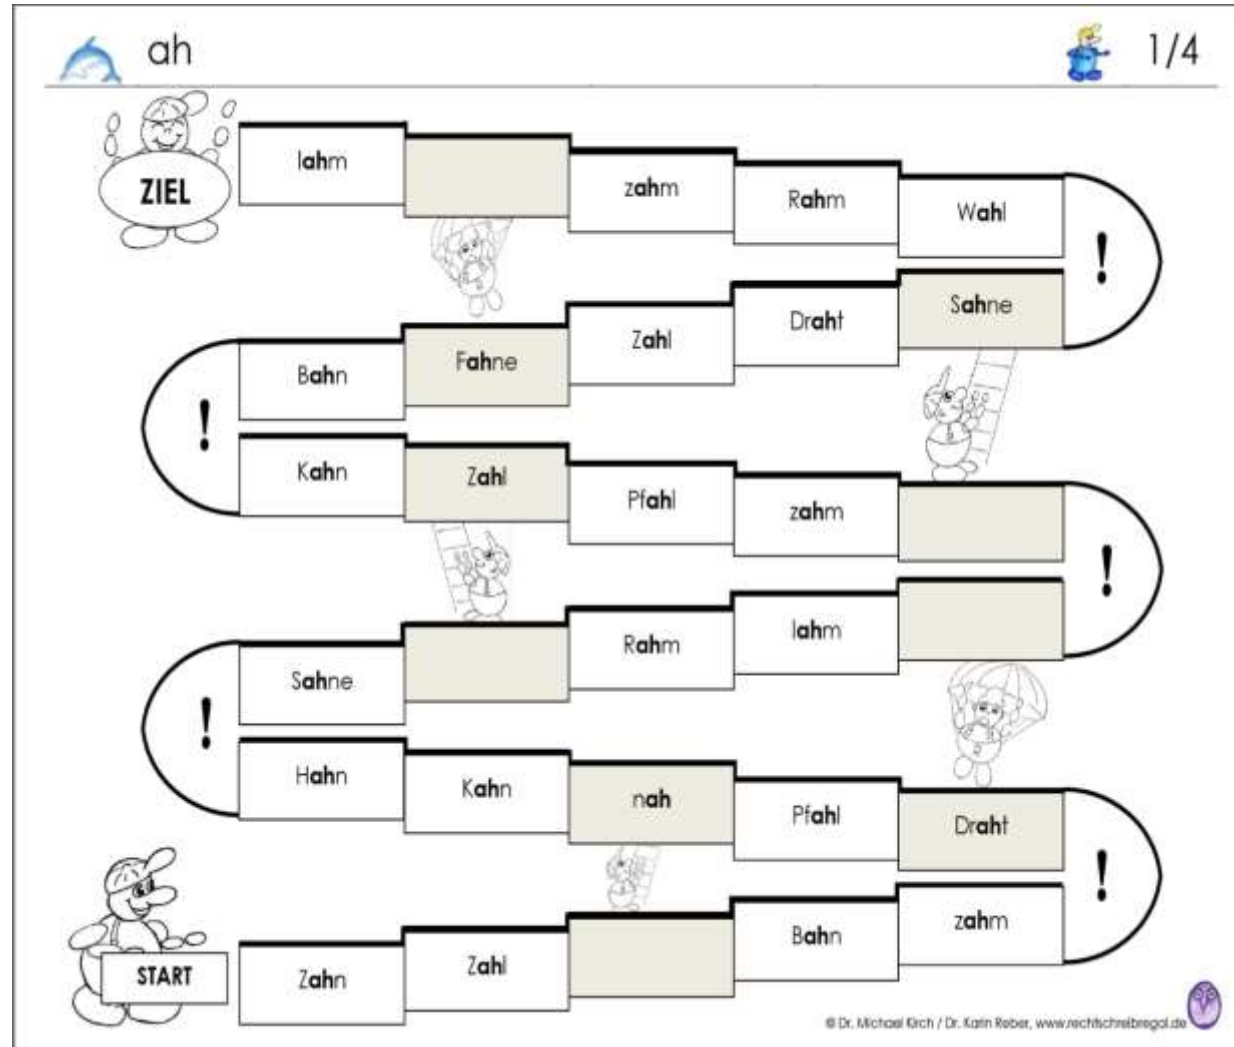 ah 1/4
ZIEL
lahm
zahm
Rahm
Wahl
!
Bahn
Fahne
Zahl
Draht
Sahne
!
Kahn
Zahl
Pfahl
zahm
!
Sahne
Rahm
lahm
!
Hahn
Kahn
nah
Pfahl
Draht
!
START
Zahn
Zahl
Bahn
zahm
© Dr. Michael Kirch / Dr. Karin Reber, www.rechtschreibregal.de